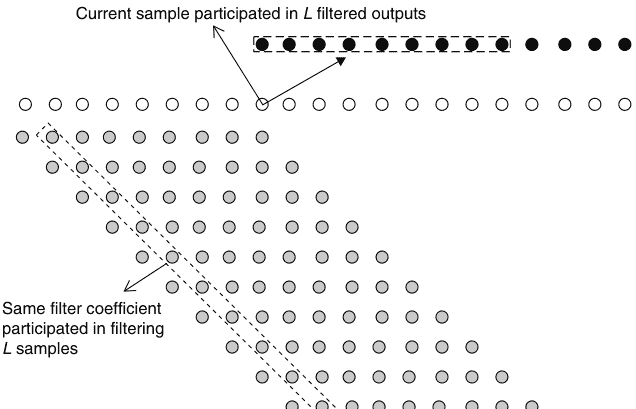 Current sample participated in L filtered outputs
Same filter coefficient
participated in filtering
L samples